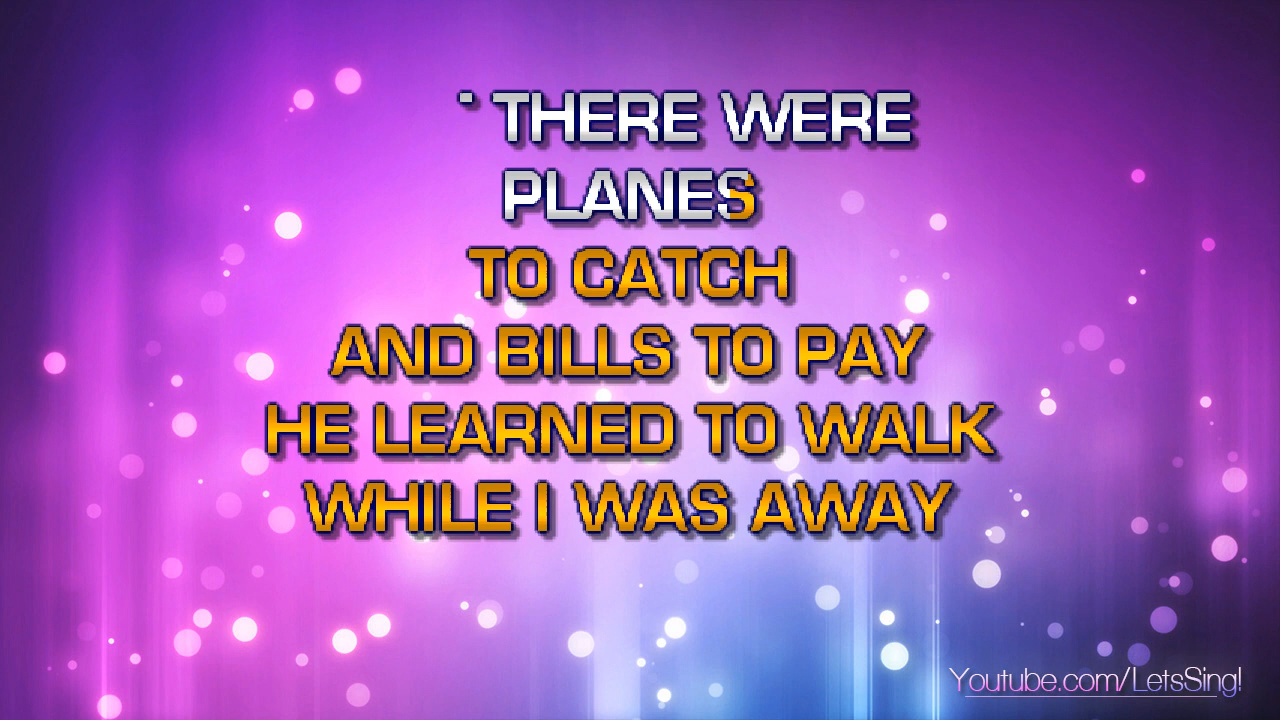 ' THERE WERE
PLANES
TO CATCH
AND BILLS TO PAY
HE LEARNED TO WALK
WHILE I WAS AWAY
Youtube.com/LetsSing!